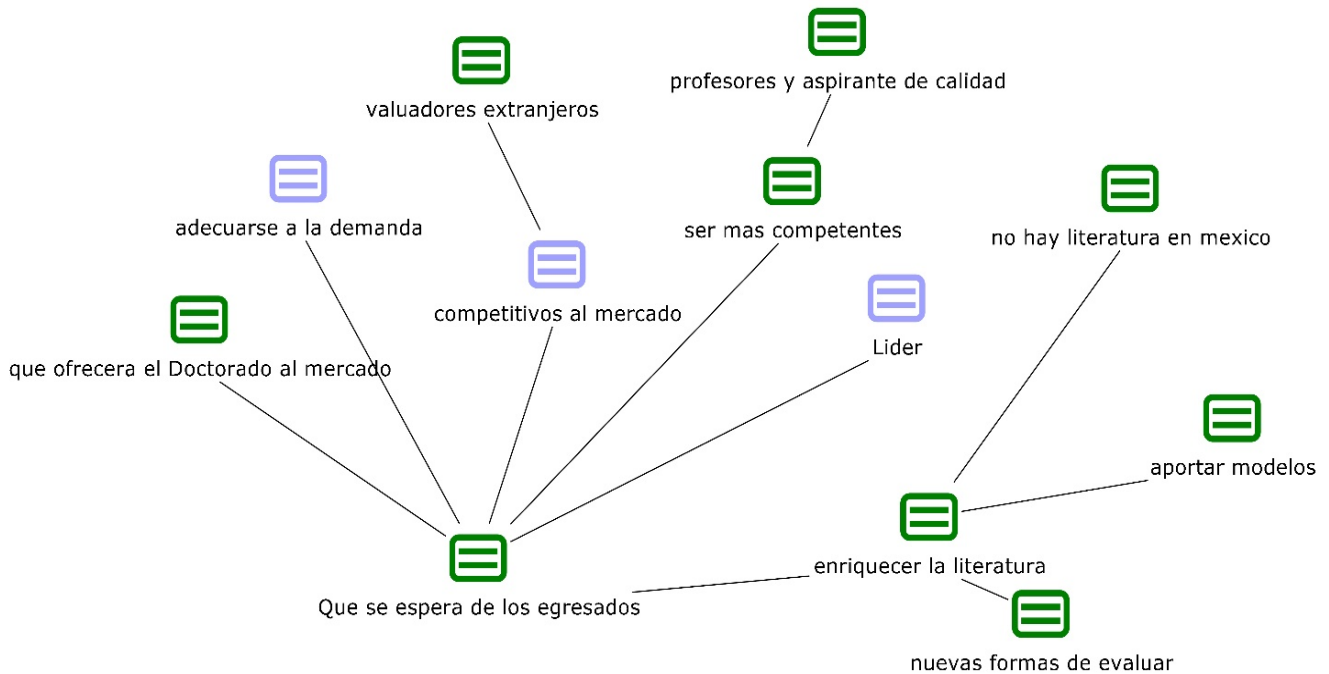 profesores y aspirante de calidad
valuadores extranjeros
adecuarse a la demanda
ser mas competentes
no hay literatura en mexico
competitivos al mercado
Lider
que ofrecera el Doctorado al mercado
aportar modelos
enriquecer la literatura
Que se espera de los egresados
nuevas formas de evaluar